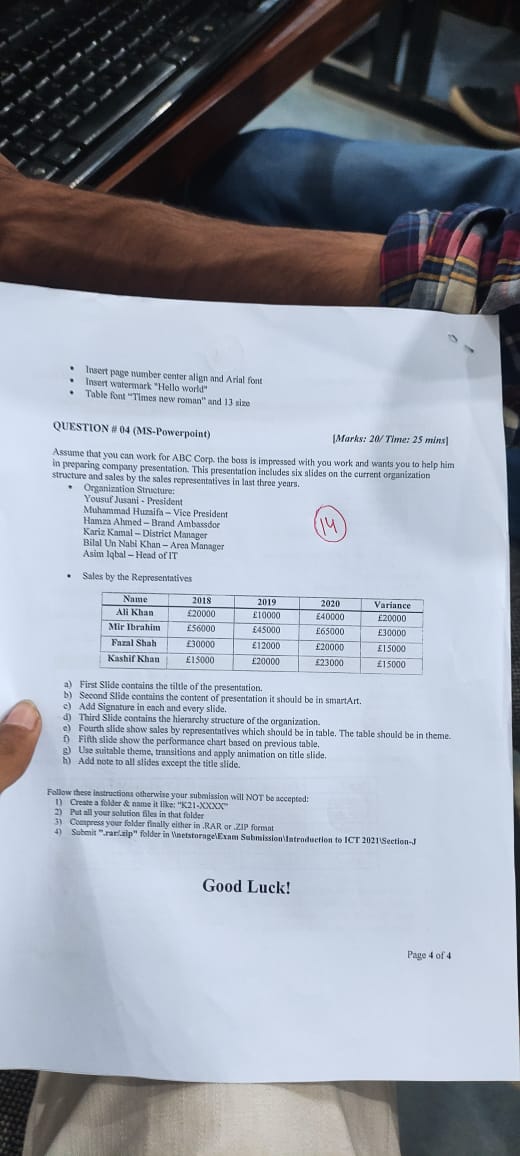 • Insert page number center align and Arial font
• Insert watermark "Hello world"
• Table font "Times new roman" and 13 size
QUESTION # 04 (MS-Powerpoint)
[Marks: 20/ Time: 25 mins]
Assume that you can work for ABC Corp. the boss is impressed with you work and wants you to help him
in preparing company presentation. This presentation includes six slides on the current organization
structure and sales by the sales representatives in last three years.
• Organization Structure:
Yousuf Jusani - President
Muhammad Huzaifa – Vice President
Hamza Ahmed – Brand Ambassdor
Kariz Kamal – District Manager
Bilal Un Nabi Khan – Area Manager
Asim Iqbal – Head of IT
14
• Sales by the Representatives
Name 2018 2019 2020 Variance
Ali Khan £20000 £10000 £40000 £20000
Mir Ibrahim £56000 £45000 £65000 £30000
Fazal Shah £30000 £12000 £20000 £15000
Kashif Khan £15000 £20000 £23000 £15000
a) First Slide contains the tiltle of the presentation.
b) Second Slide contains the content of presentation it should be in smartArt.
c) Add Signature in each and every slide.
d) Third Slide contains the hierarchy structure of the organization.
e) Fourth slide show sales by representatives which should be in table. The table should be in theme.
f) Fifth slide show the performance chart based on previous table.
g) Use suitable theme, transitions and apply animation on title slide.
h) Add note to all slides except the title slide.
Follow these instructions otherwise your submission will NOT be accepted:
1) Create a folder & name it like: "K21-XXXX"
2) Put all your solution files in that folder
3) Compress your folder finally either in .RAR or .ZIP format
4) Submit ".rar/.zip" folder in \\netstorage\Exam Submission\Introduction to ICT 2021\Section-J
Good Luck!
Page 4 of 4